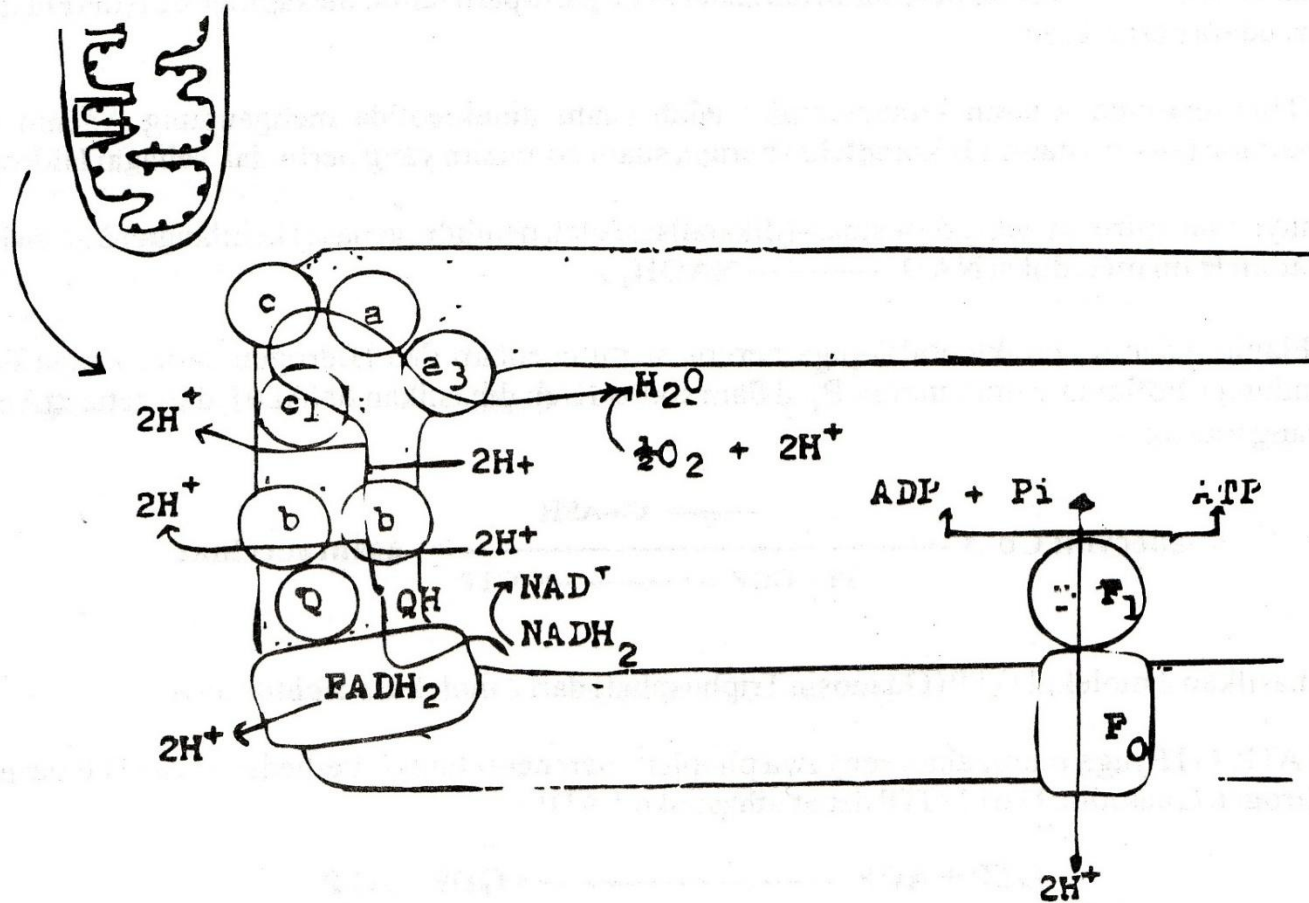 c
a
a3
c1
2H+
H2O
½O2 + 2H+
2H+
2H+
b
b
2H+
ADP + Pi
ATP
Q
QH
NAD+
NADH2
F1
FADH2
2H+
Fo
2H+